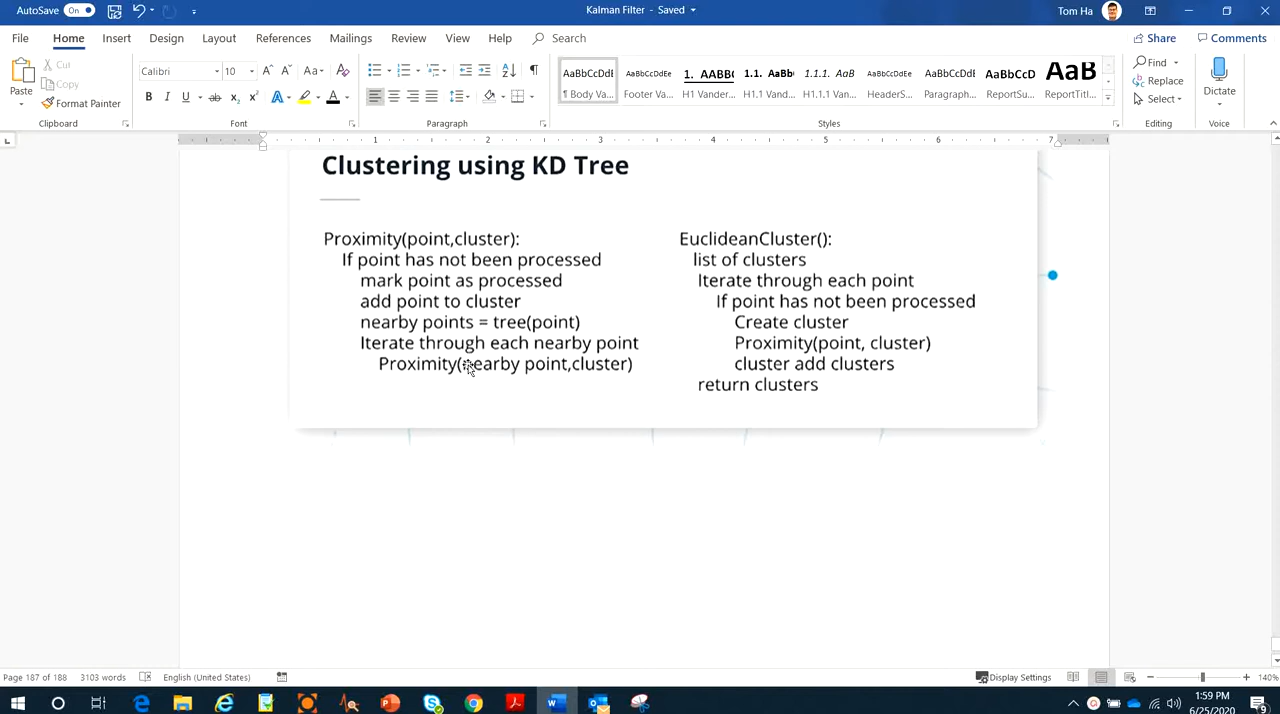 AutoSave On
Kalman Filter - Saved
Tom Ha
File Home Insert Design Layout References Mailings Review View Help Search
Share Comments
Paste
Cut
Copy
Format Painter
Calibri 10
Clipboard Font Paragraph Styles Editing Voice
AaBbCcDdE
¶ Body Va...
AaBbCcDdEe
Footer Va...
1. AABBC
H1 Vander...
1.1. AaBb
H1.1 Vand...
1.1.1. AaB
H1.1.1 Van...
AaBbCcDdEe
HeaderS...
AaBbCcDdE
Paragraph...
AaBbCcD
ReportSu...
AaB
ReportTitl...
Find
Replace
Select
Dictate
1 2 3 4 5 6 7
Clustering using KD Tree
Proximity(point,cluster):
If point has not been processed
mark point as processed
add point to cluster
nearby points = tree(point)
Iterate through each nearby point
Proximity(nearby point,cluster)
EuclideanCluster():
list of clusters
Iterate through each point
If point has not been processed
Create cluster
Proximity(point, cluster)
cluster add clusters
return clusters
Page 187 of 188 3103 words English (United States)
Display Settings
140%
1:59 PM
6/25/2020